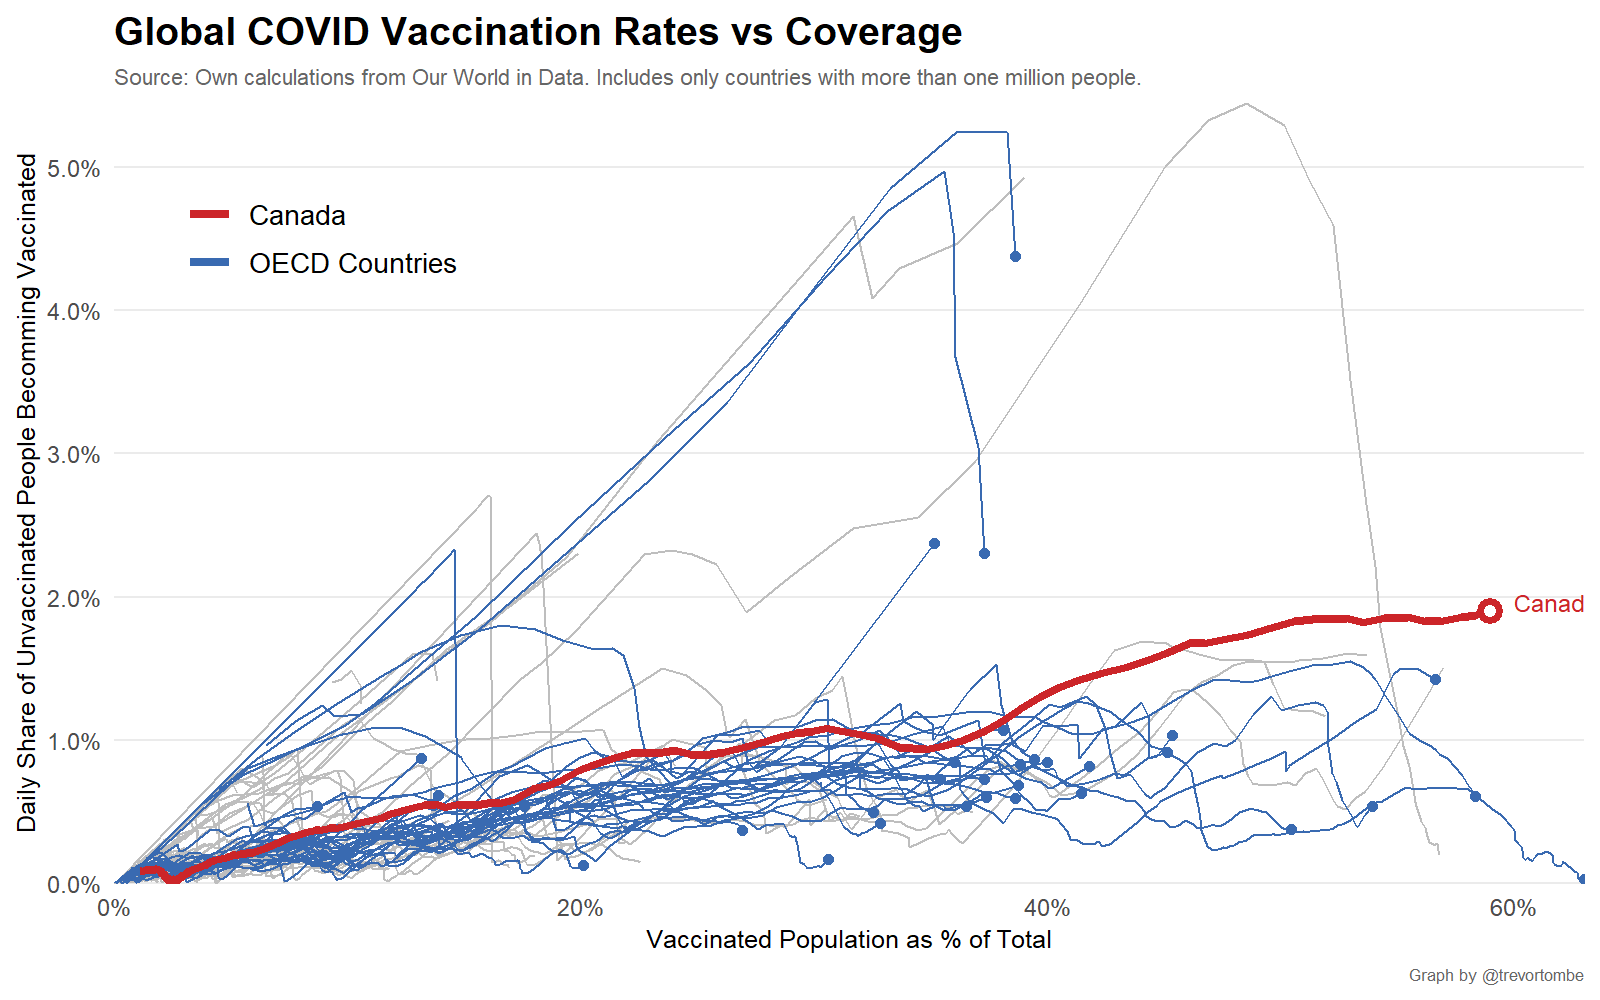 Global COVID Vaccination Rates vs Coverage
Source: Own calculations from Our World in Data. Includes only countries with more than one million people.
Daily Share of Unvaccinated People Becomming Vaccinated
5.0%
4.0%
3.0%
2.0%
1.0%
0.0%
Canada
OECD Countries
Canad
0%
20%
40%
60%
Vaccinated Population as % of Total
Graph by @trevortombe